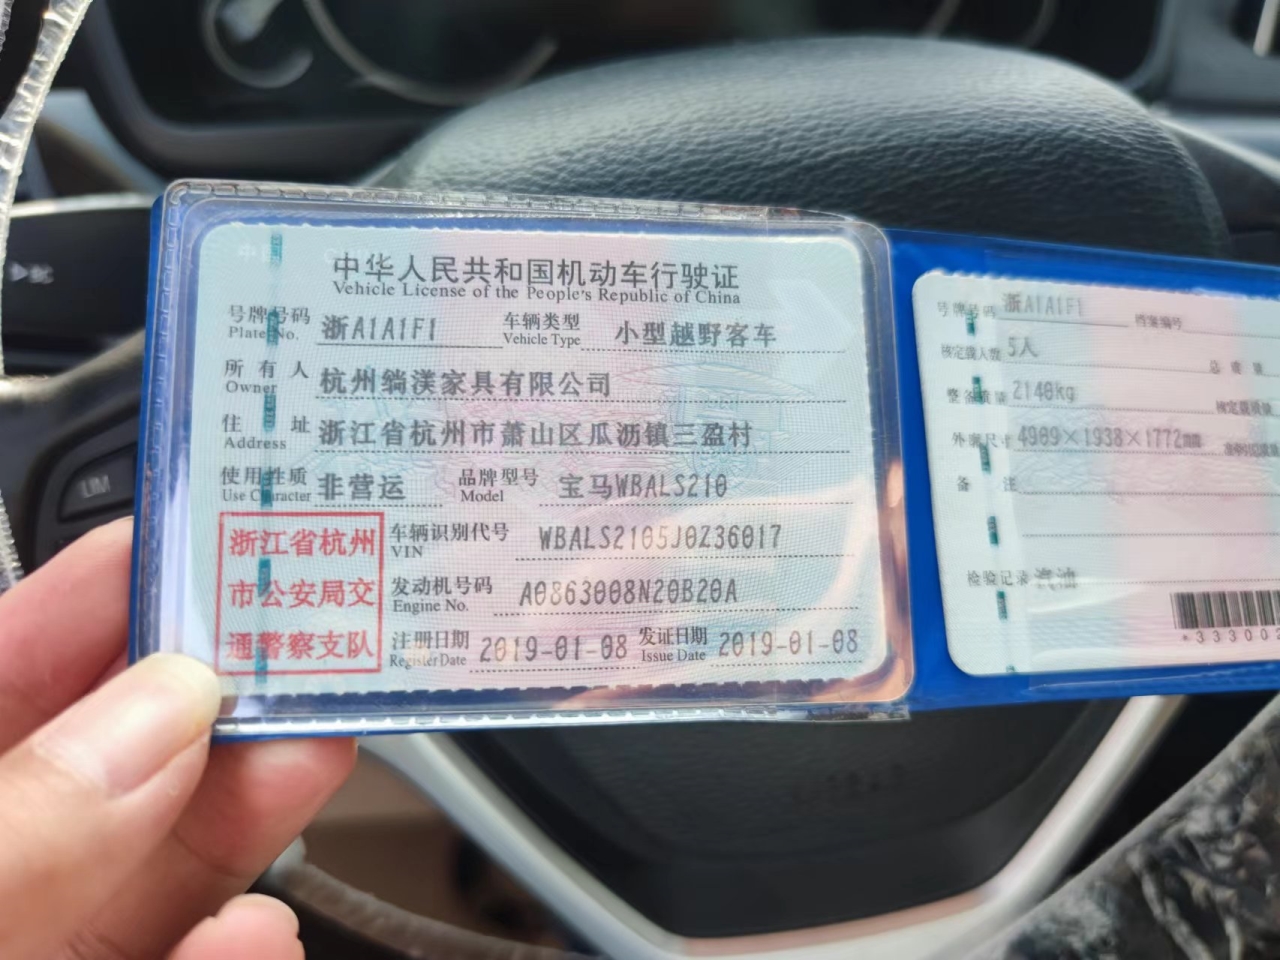 中华人民共和国机动车行驶证
Vehicle License of the People's Republic of China
号牌号码 浙A1A1F1 车辆类型 小型越野客车
Plate No. Vehicle Type
所有人 杭州躺渼家具有限公司
Owner
住址 浙江省杭州市萧山区瓜沥镇三盈村
Address
使用性质 非营运 品牌型号 宝马WBALS210
Use Character Model
浙江省杭州
市公安局交
通警察支队
车辆识别代号 WBALS2105J0Z36017
VIN
发动机号码 A0863008N20B20A
Engine No.
注册日期 2019-01-08 发证日期 2019-01-08
Register Date Issue Date
号牌号码 浙A1A1F1 档案编号
核定载人数 5人 总质量
整备质量 2140kg 核定载质量
外廓尺寸 4909×1938×1772mm
备注
检验记录 汽油
*33300
LIM